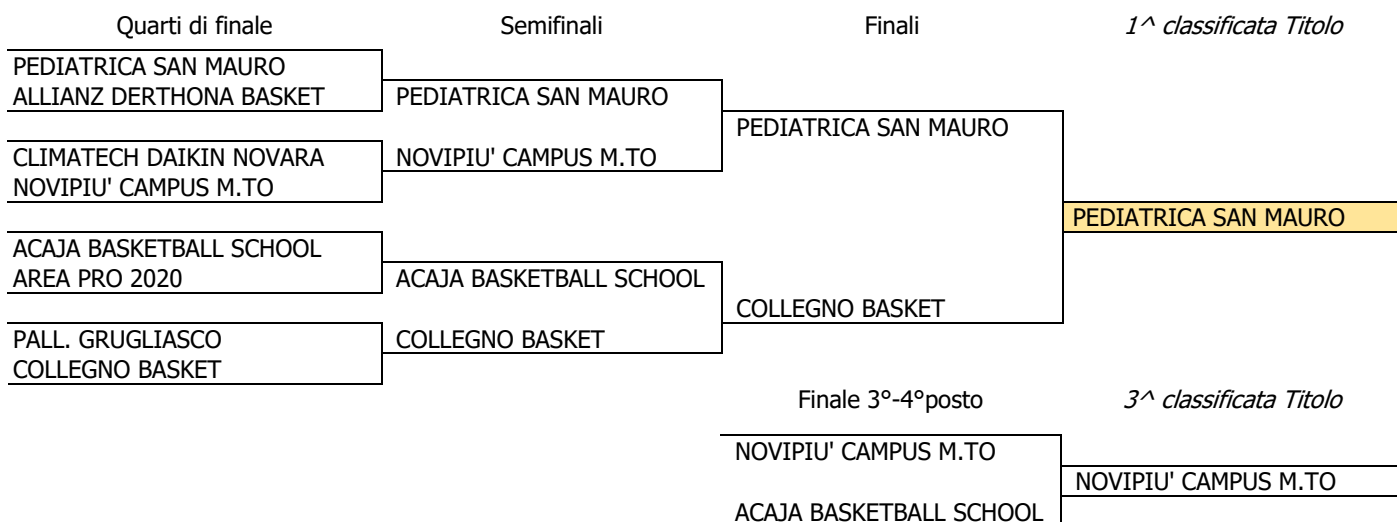 Quarti di finale Semifinali Finali 1^ classificata Titolo
PEDIATRICA SAN MAURO
ALLIANZ DERTHONA BASKET
PEDIATRICA SAN MAURO
PEDIATRICA SAN MAURO
CLIMATECH DAIKIN NOVARA
NOVIPIU' CAMPUS M.TO
NOVIPIU' CAMPUS M.TO
PEDIATRICA SAN MAURO
ACAJA BASKETBALL SCHOOL
AREA PRO 2020
ACAJA BASKETBALL SCHOOL
COLLEGNO BASKET
PALL. GRUGLIASCO
COLLEGNO BASKET
COLLEGNO BASKET
Finale 3°-4°posto 3^ classificata Titolo
NOVIPIU' CAMPUS M.TO
NOVIPIU' CAMPUS M.TO
ACAJA BASKETBALL SCHOOL